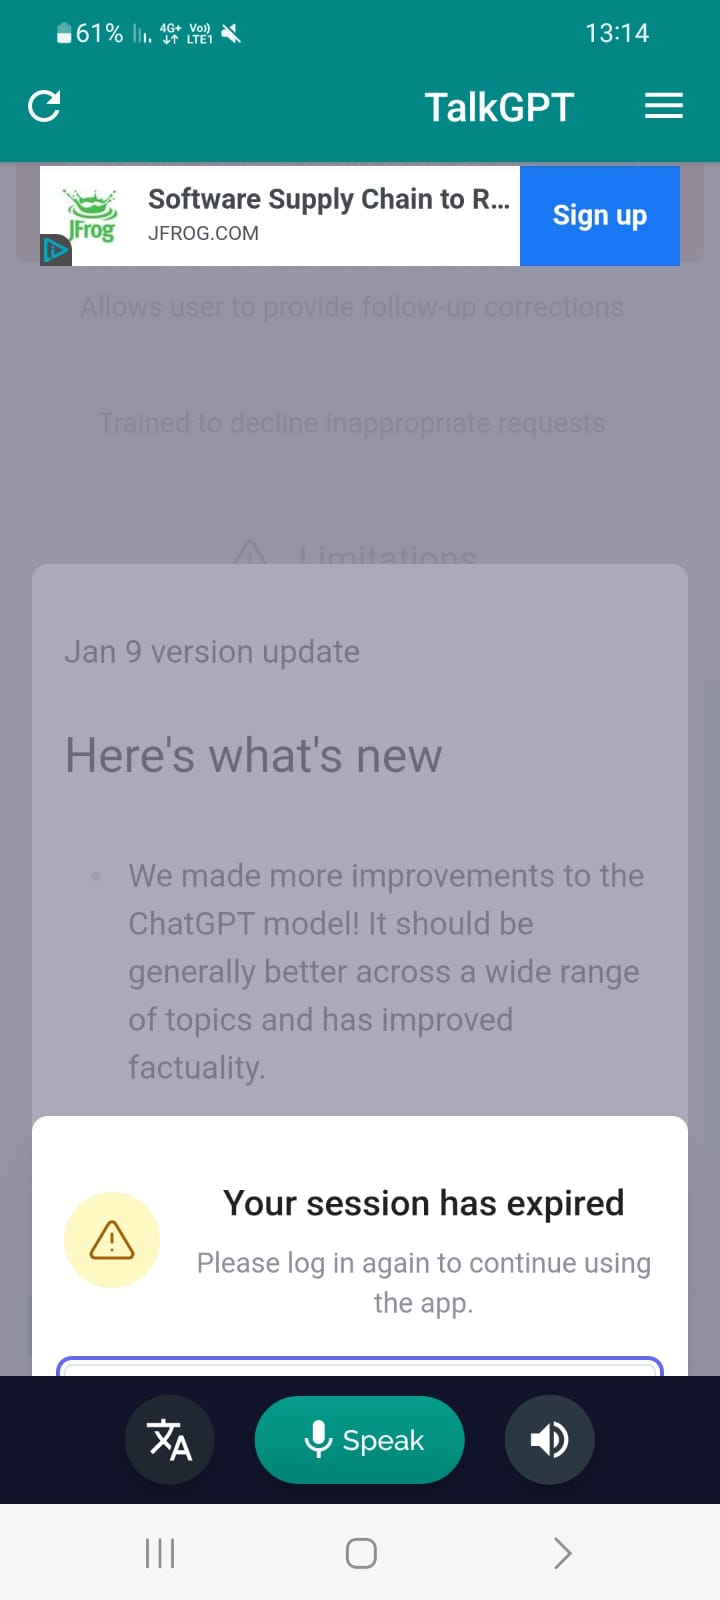 61% 4G+ Vo)) LTE1 13:14
TalkGPT
JFrog
Software Supply Chain to R...
JFROG.COM
Sign up
Allows user to provide follow-up corrections
Trained to decline inappropriate requests
Limitations
Jan 9 version update
Here's what's new
We made more improvements to the
ChatGPT model! It should be
generally better across a wide range
of topics and has improved
factuality.
Your session has expired
Please log in again to continue using
the app.
Speak